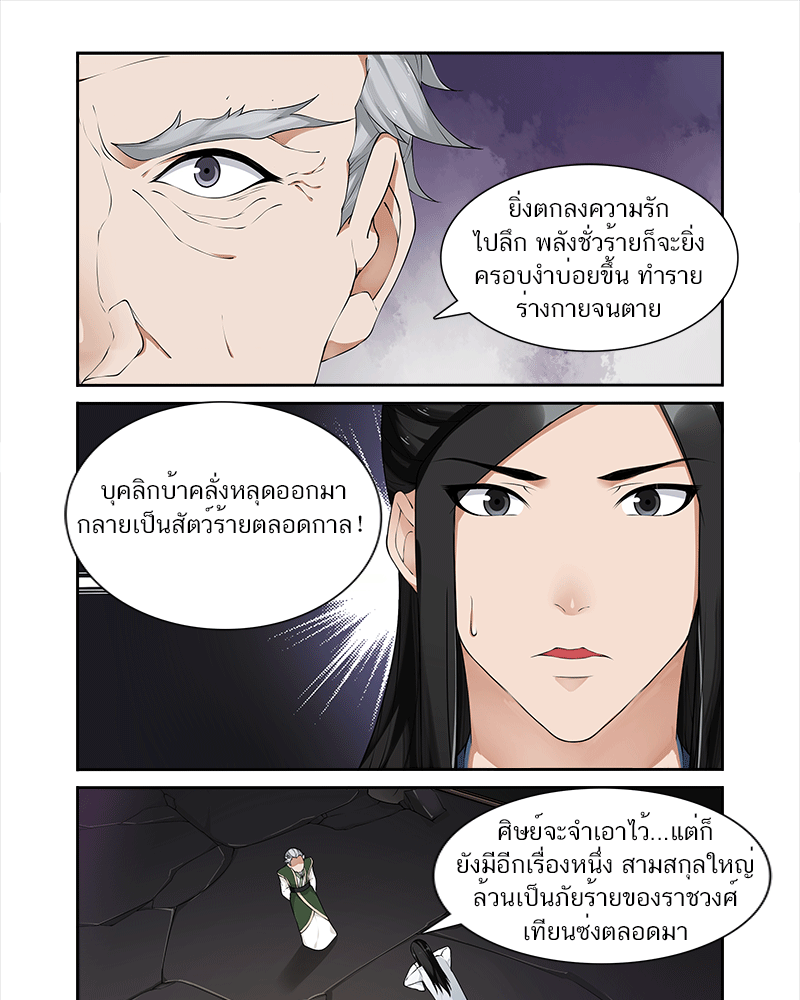 ยิ่งตกลงความรัก
ไปลึก พลังชั่วร้ายก็จะยิ่ง
ครอบงำบ่อยขึ้น ทำราย
ร่างกายจนตาย
บุคลิกบ้าคลั่งหลุดออกมา
กลายเป็นสัตว์ร้ายตลอดกาล!
ศิษย์จะจำเอาไว้...แต่ก็
ยังมีอีกเรื่องหนึ่ง สามสกุลใหญ่
ล้วนเป็นภัยร้ายของราชวงศ์
เทียนซ่งตลอดมา